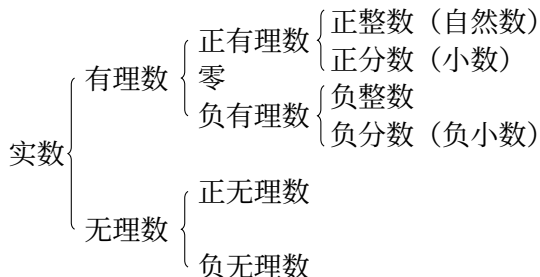 正整数（自然数）
正有理数
正分数（小数）
有理数
零
负整数
负有理数
负分数（负小数）
实数
正无理数
无理数
负无理数